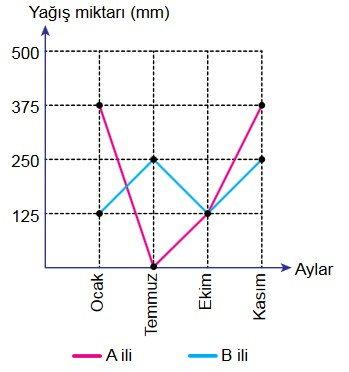 Yağış miktarı (mm)
500
375
250
125
Aylar
Ocak
Temmuz
Ekim
Kasım
A ili
B ili